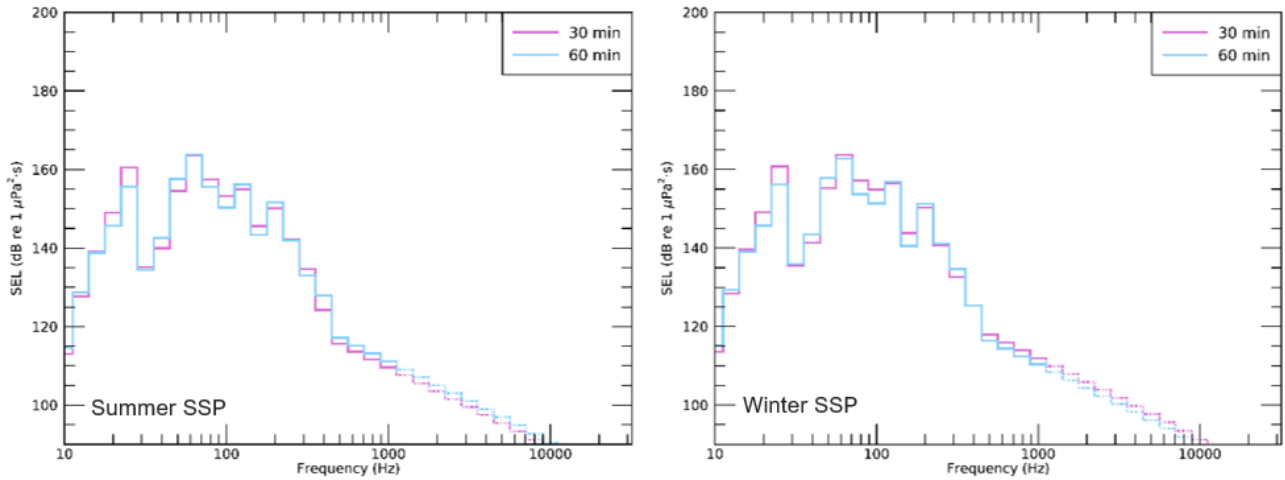 200
180
160
140
120
100
SEL (dB re 1 μPa²·s)
30 min
60 min
Summer SSP
10
100
1000
10000
Frequency (Hz)
200
180
160
140
120
100
SEL (dB re 1 μPa²·s)
30 min
60 min
Winter SSP
10
100
1000
10000
Frequency (Hz)